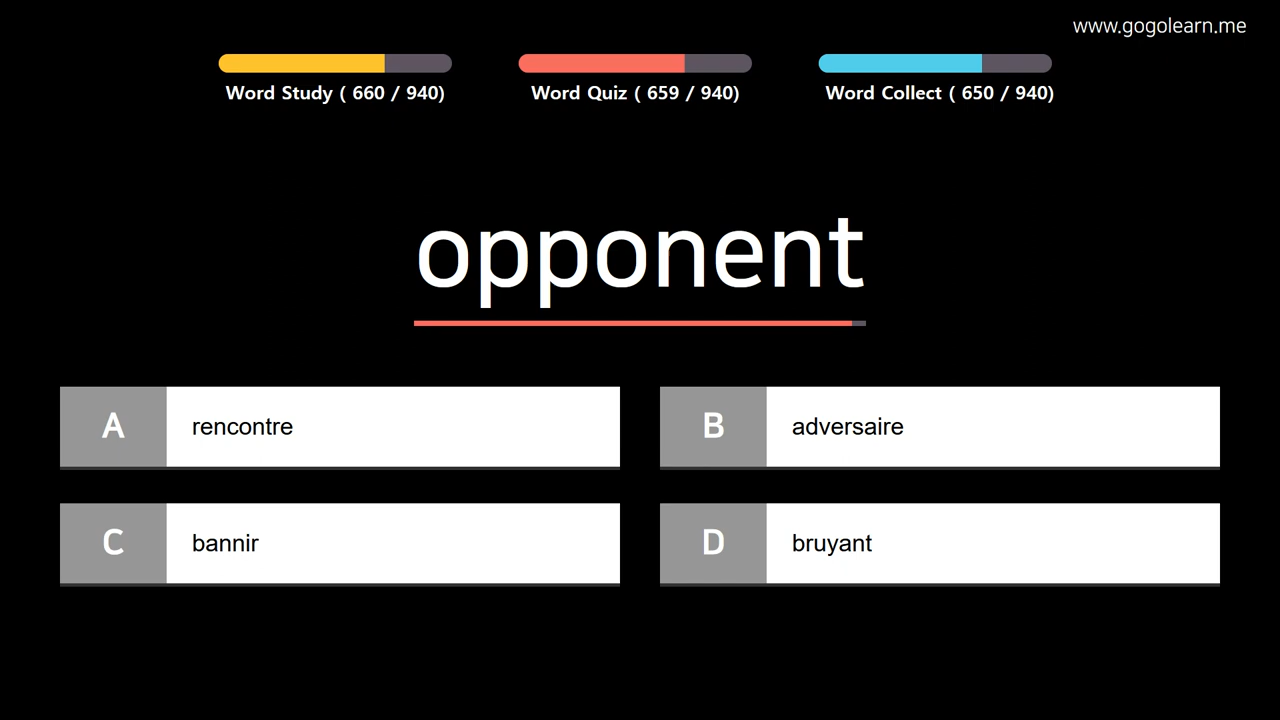 www.gogolearn.me
Word Study ( 660 / 940)
Word Quiz ( 659 / 940)
Word Collect ( 650 / 940)
opponent
A rencontre
B adversaire
C bannir
D bruyant